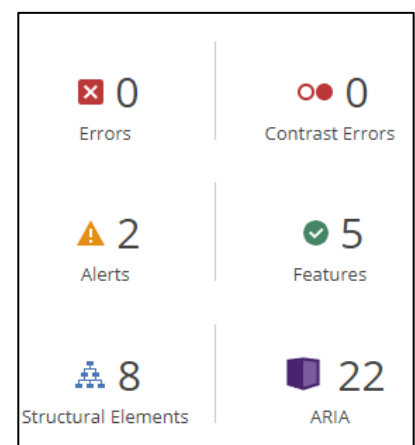 0 0
Errors Contrast Errors
2 5
Alerts Features
8 22
Structural Elements ARIA